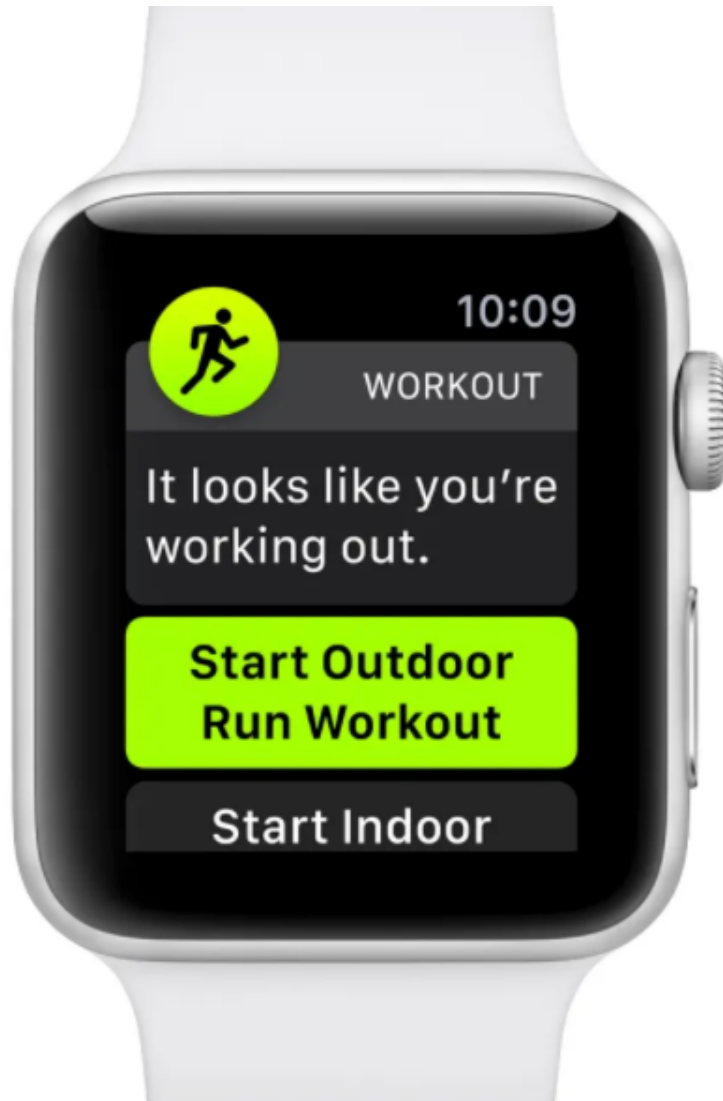 10:09
WORKOUT
It looks like you’re
working out.
Start Outdoor
Run Workout
Start Indoor